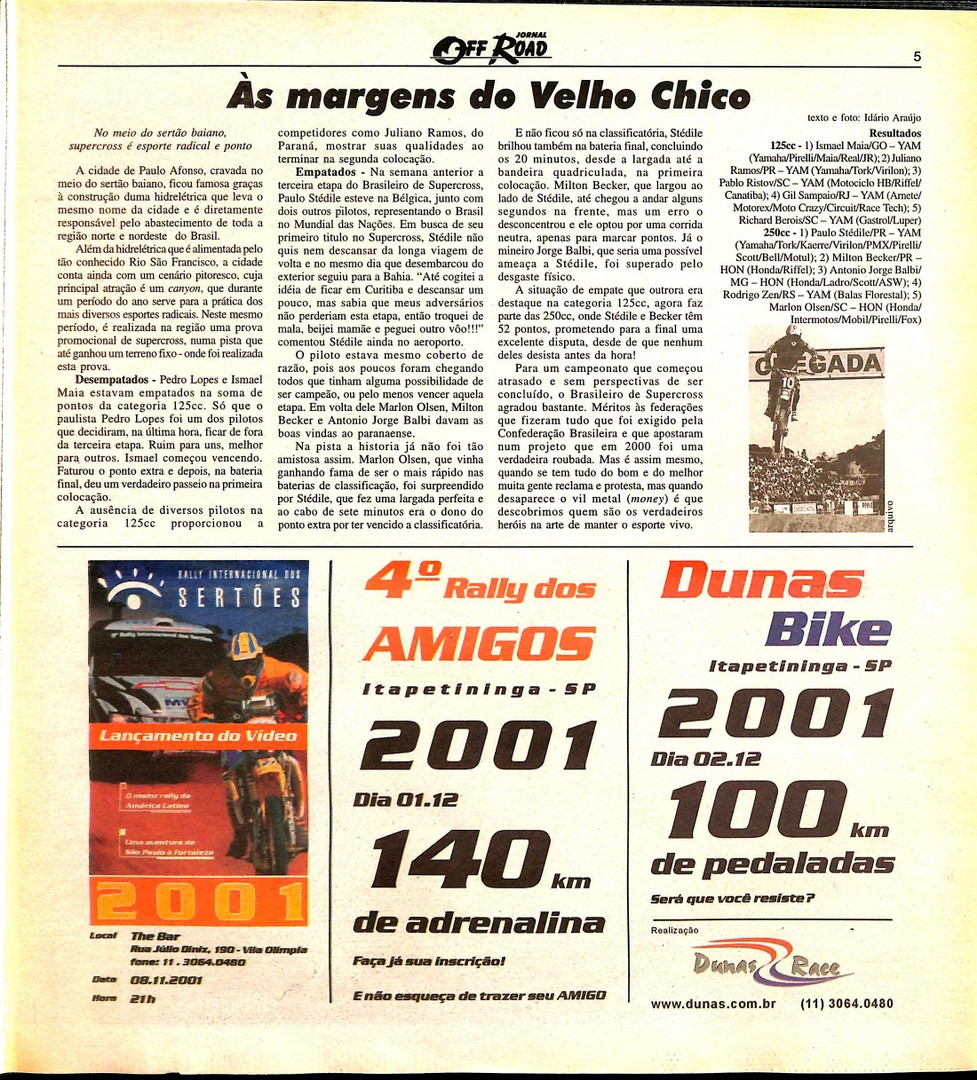 JORNAL
OFF ROAD
5
Às margens do Velho Chico
texto e foto: Idário Araújo
No meio do sertão baiano,
supercross é esporte radical e ponto
A cidade de Paulo Afonso, cravada no
meio do sertão baiano, ficou famosa graças
à construção duma hidrelétrica que leva o
mesmo nome da cidade e é diretamente
responsável pelo abastecimento de toda a
região norte e nordeste do Brasil.
Além da hidrelétrica que é alimentada pelo
tão conhecido Rio São Francisco, a cidade
conta ainda com um cenário pitoresco, cuja
principal atração é um canyon, que durante
um período do ano serve para a prática dos
mais diversos esportes radicais. Neste mesmo
período, é realizada na região uma prova
promocional de supercross, numa pista que
até ganhou um terreno fixo - onde foi realizada
esta prova.
Desempatados - Pedro Lopes e Ismael
Maia estavam empatados na soma de
pontos da categoria 125cc. Só que o
paulista Pedro Lopes foi um dos pilotos
que decidiram, na última hora, ficar de fora
da terceira etapa. Ruim para uns, melhor
para outros. Ismael começou vencendo.
Faturou o ponto extra e depois, na bateria
final, deu um verdadeiro passeio na primeira
colocação.
A ausência de diversos pilotos na
categoria 125cc proporcionou a
competidores como Juliano Ramos, do
Paraná, mostrar suas qualidades ao
terminar na segunda colocação.
Empatados - Na semana anterior a
terceira etapa do Brasileiro de Supercross,
Paulo Stédile esteve na Bélgica, junto com
dois outros pilotos, representando o Brasil
no Mundial das Nações. Em busca de seu
primeiro titulo no Supercross, Stédile não
quis nem descansar da longa viagem de
volta e no mesmo dia que desembarcou do
exterior seguiu para a Bahia. “Até cogitei a
idéia de ficar em Curitiba e descansar um
pouco, mas sabia que meus adversários
não perderiam esta etapa, então troquei de
mala, beijei mamãe e peguei outro vôo!!!”
comentou Stédile ainda no aeroporto.
O piloto estava mesmo coberto de
razão, pois aos poucos foram chegando
todos que tinham alguma possibilidade de
ser campeão, ou pelo menos vencer aquela
etapa. Em volta dele Marlon Olsen, Milton
Becker e Antonio Jorge Balbi davam as
boas vindas ao paranaense.
Na pista a historia já não foi tão
amistosa assim. Marlon Olsen, que vinha
ganhando fama de ser o mais rápido nas
baterias de classificação, foi surpreendido
por Stédile, que fez uma largada perfeita e
ao cabo de sete minutos era o dono do
ponto extra por ter vencido a classificatória.
E não ficou só na classificatória, Stédile
brilhou também na bateria final, concluindo
os 20 minutos, desde a largada até a
bandeira quadriculada, na primeira
colocação. Milton Becker, que largou ao
lado de Stédile, até chegou a andar alguns
segundos na frente, mas um erro o
desconcentrou e ele optou por uma corrida
neutra, apenas para marcar pontos. Já o
mineiro Jorge Balbi, que seria uma possível
ameaça a Stédile, foi superado pelo
desgaste físico.
A situação de empate que outrora era
destaque na categoria 125cc, agora faz
parte das 250cc, onde Stédile e Becker têm
52 pontos, prometendo para a final uma
excelente disputa, desde de que nenhum
deles desista antes da hora!
Para um campeonato que começou
atrasado e sem perspectivas de ser
concluído, o Brasileiro de Supercross
agradou bastante. Méritos às federações
que fizeram tudo que foi exigido pela
Confederação Brasileira e que apostaram
num projeto que em 2000 foi uma
verdadeira roubada. Mas é assim mesmo,
quando se tem tudo do bom e do melhor
muita gente reclama e protesta, mas quando
desaparece o vil metal (money) é que
descobrimos quem são os verdadeiros
heróis na arte de manter o esporte vivo.
Resultados
125cc - 1) Ismael Maia/GO – YAM
(Yamaha/Pirelli/Maia/Real/JR); 2) Juliano
Ramos/PR – YAM (Yamaha/Tork/Virilon); 3)
Pablo Ristov/SC – YAM (Motociclo HB/Riffel/
Canatiba); 4) Gil Sampaio/RJ – YAM (Arnete/
Motorex/Moto Crazy/Circuit/Race Tech); 5)
Richard Berois/SC – YAM (Gastrol/Luper)
250cc - 1) Paulo Stédile/PR – YAM
(Yamaha/Tork/Kaerre/Virilon/PMX/Pirelli/
Scott/Bell/Motul); 2) Milton Becker/PR –
HON (Honda/Riffel); 3) Antonio Jorge Balbi/
MG – HON (Honda/Ladro/Scott/ASW); 4)
Rodrigo Zen/RS – YAM (Balas Florestal); 5)
Marlon Olsen/SC – HON (Honda/
Intermotos/Mobil/Pirelli/Fox)
CHEGADA
10
arquivo
RALLY INTERNACIONAL DOS
SERTÕES
9º Rally Internacional dos Sertões
Lançamento do Vídeo
O maior rally da
América Latina
Uma aventura de
São Paulo à Fortaleza
2001
Local The Bar
Rua Júlio Diniz, 190 - Vila Olímpia
fone: 11 . 3064.0480
Data 08.11.2001
Hora 21h
4º Rally dos
AMIGOS
Itapetininga - SP
2001
Dia 01.12
140 km
de adrenalina
Faça já sua inscrição!
E não esqueça de trazer seu AMIGO
Dunas
Bike
Itapetininga - SP
2001
Dia 02.12
100 km
de pedaladas
Será que você resiste?
Realização
Dunas Race
www.dunas.com.br (11) 3064.0480